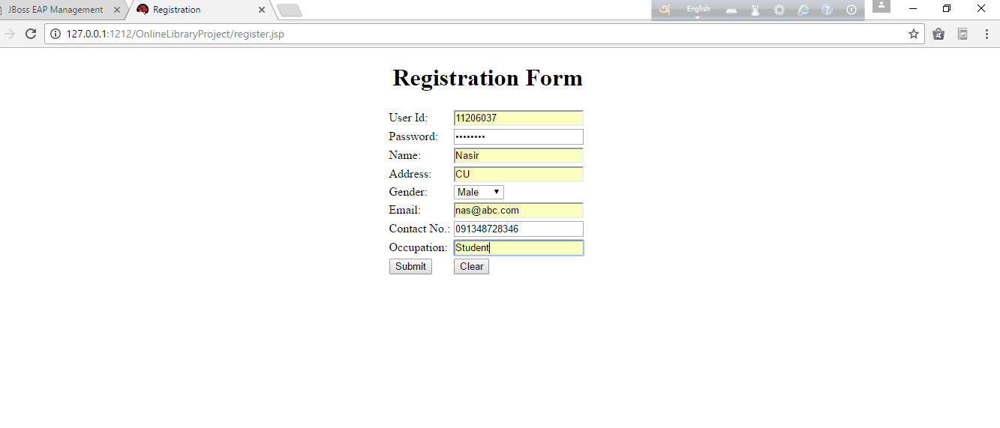 JBoss EAP Management
Registration
অ English
127.0.0.1:1212/OnlineLibraryProject/register.jsp
Registration Form
User Id: 11206037
Password: ••••••••
Name: Nasir
Address: CU
Gender: Male
Email: nas@abc.com
Contact No.: 091348728346
Occupation: Student
Submit Clear